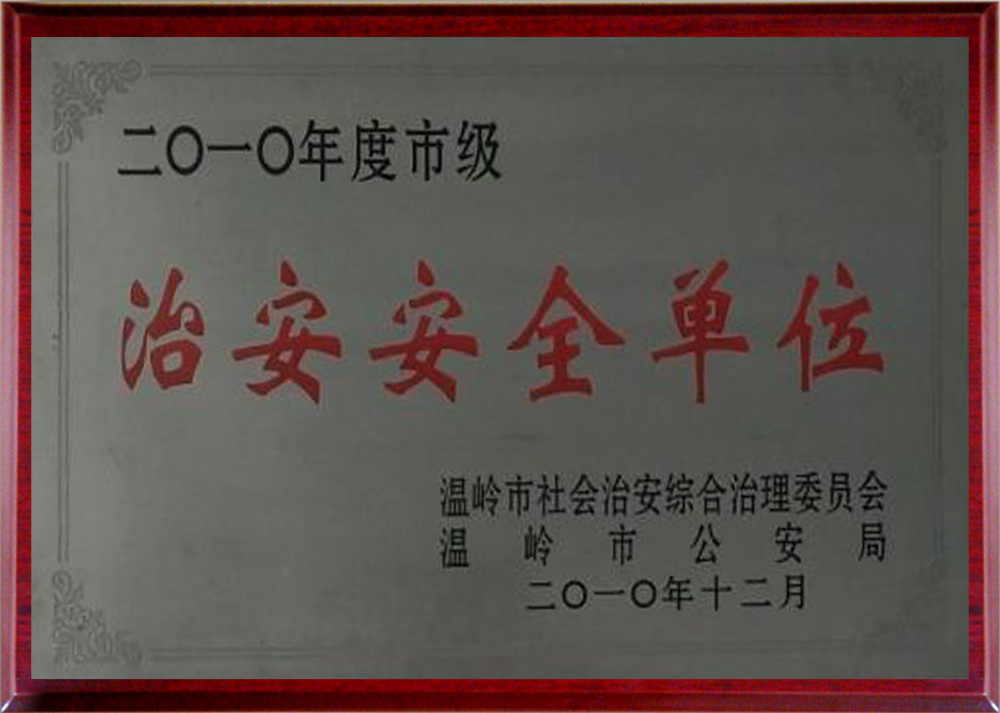 二〇一〇年度市级
治安安全单位
温岭市社会治安综合治理委员会
温岭市公安局
二〇一〇年十二月